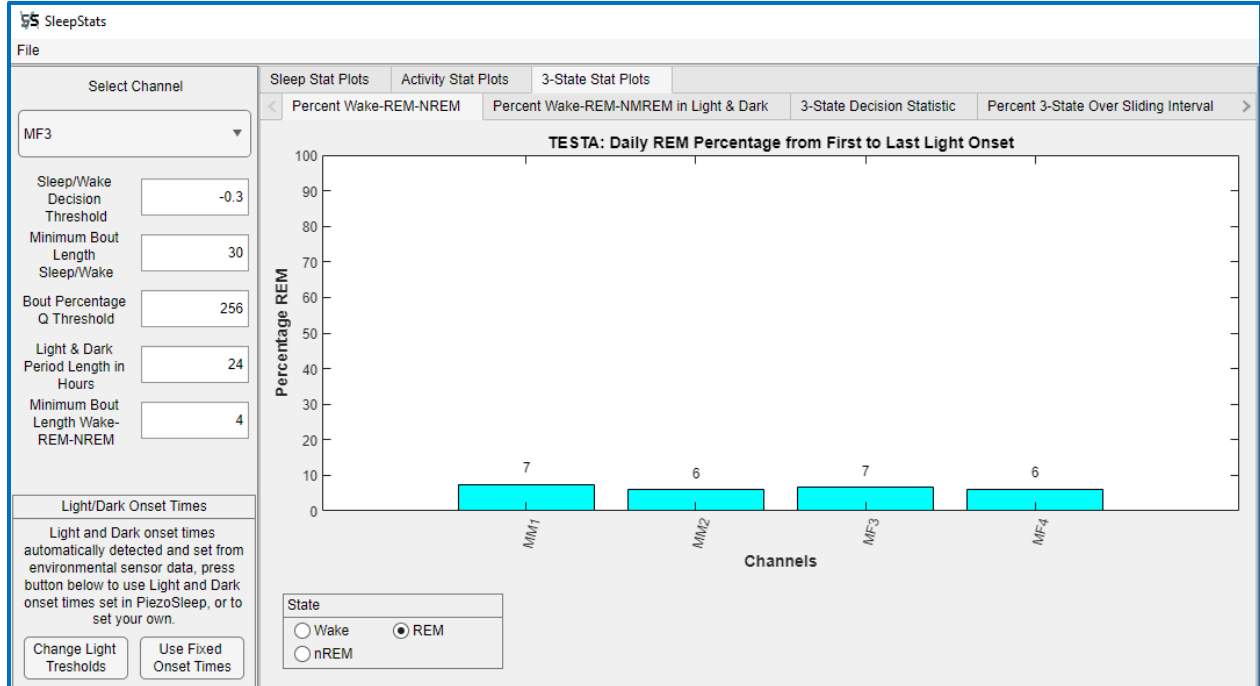 SS SleepStats
File
Select Channel
MF3
Sleep/Wake
Decision
Threshold
-0.3
Minimum Bout
Length
Sleep/Wake
30
Bout Percentage
Q Threshold
256
Light & Dark
Period Length in
Hours
24
Minimum Bout
Length Wake-
REM-NREM
4
Light/Dark Onset Times
Light and Dark onset times
automatically detected and set from
environmental sensor data, press
button below to use Light and Dark
onset times set in PiezoSleep, or to
set your own.
Change Light
Tresholds
Use Fixed
Onset Times
Sleep Stat Plots
Activity Stat Plots
3-State Stat Plots
<
Percent Wake-REM-NREM
Percent Wake-REM-NMREM in Light & Dark
3-State Decision Statistic
Percent 3-State Over Sliding Interval
>
TESTA: Daily REM Percentage from First to Last Light Onset
Percentage REM
100
90
80
70
60
50
40
30
20
10
0
7
6
7
6
MM1
MM2
MF3
MF4
Channels
State
Wake
REM
nREM